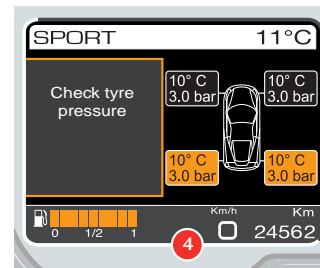 SPORT 11°C
Check tyre
pressure
10° C
3.0 bar
10° C
3.0 bar
10° C
3.0 bar
10° C
3.0 bar
0 1/2 1
4
Km/h
0
Km
24562